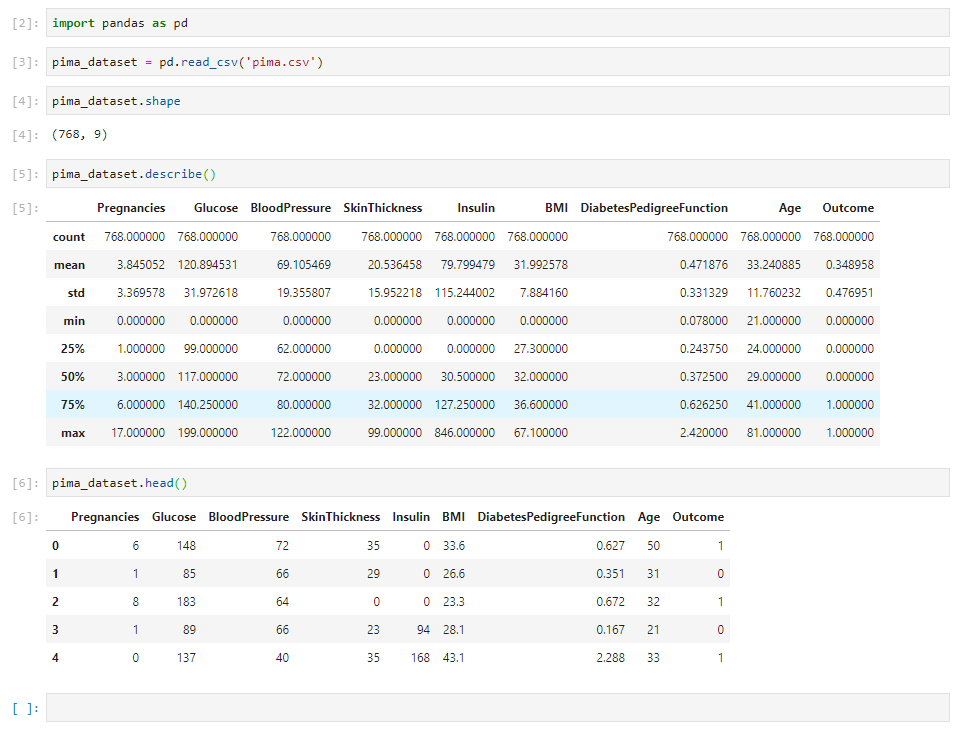 [2]: import pandas as pd
[3]: pima_dataset = pd.read_csv('pima.csv')
[4]: pima_dataset.shape
[4]: (768, 9)
[5]: pima_dataset.describe()
[5]: Pregnancies Glucose BloodPressure SkinThickness Insulin BMI DiabetesPedigreeFunction Age Outcome
count 768.000000 768.000000 768.000000 768.000000 768.000000 768.000000 768.000000 768.000000 768.000000
mean 3.845052 120.894531 69.105469 20.536458 79.799479 31.992578 0.471876 33.240885 0.348958
std 3.369578 31.972618 19.355807 15.952218 115.244002 7.884160 0.331329 11.760232 0.476951
min 0.000000 0.000000 0.000000 0.000000 0.000000 0.000000 0.078000 21.000000 0.000000
25% 1.000000 99.000000 62.000000 0.000000 0.000000 27.300000 0.243750 24.000000 0.000000
50% 3.000000 117.000000 72.000000 23.000000 30.500000 32.000000 0.372500 29.000000 0.000000
75% 6.000000 140.250000 80.000000 32.000000 127.250000 36.600000 0.626250 41.000000 1.000000
max 17.000000 199.000000 122.000000 99.000000 846.000000 67.100000 2.420000 81.000000 1.000000
[6]: pima_dataset.head()
[6]: Pregnancies Glucose BloodPressure SkinThickness Insulin BMI DiabetesPedigreeFunction Age Outcome
0 6 148 72 35 0 33.6 0.627 50 1
1 1 85 66 29 0 26.6 0.351 31 0
2 8 183 64 0 0 23.3 0.672 32 1
3 1 89 66 23 94 28.1 0.167 21 0
4 0 137 40 35 168 43.1 2.288 33 1
[ ]: